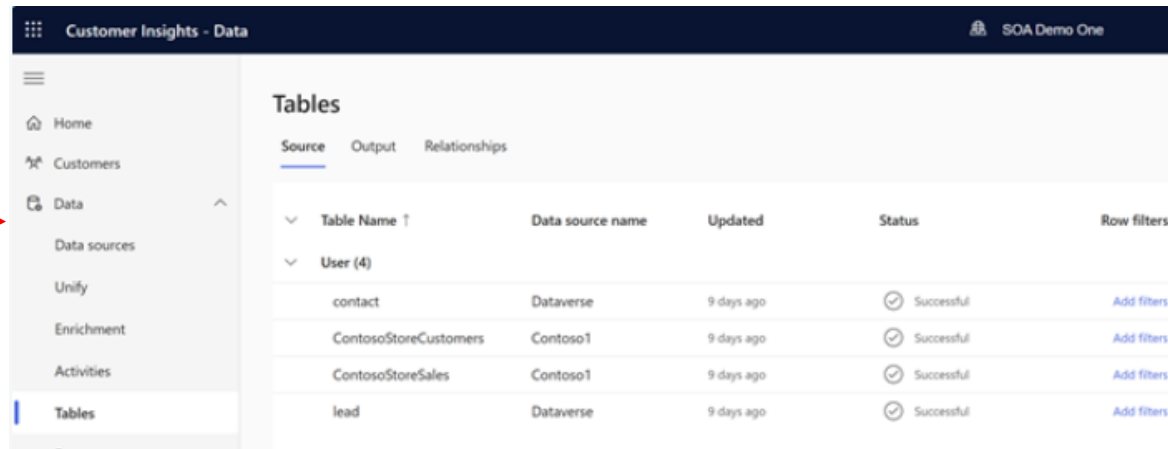 Customer Insights - Data
SOA Demo One
Home
Customers
Data
Data sources
Unify
Enrichment
Activities
Tables
Tables
Source Output Relationships
Table Name ↑ Data source name Updated Status Row filters
User (4)
contact Dataverse 9 days ago Successful Add filters
ContosoStoreCustomers Contoso1 9 days ago Successful Add filters
ContosoStoreSales Contoso1 9 days ago Successful Add filters
lead Dataverse 9 days ago Successful Add filters